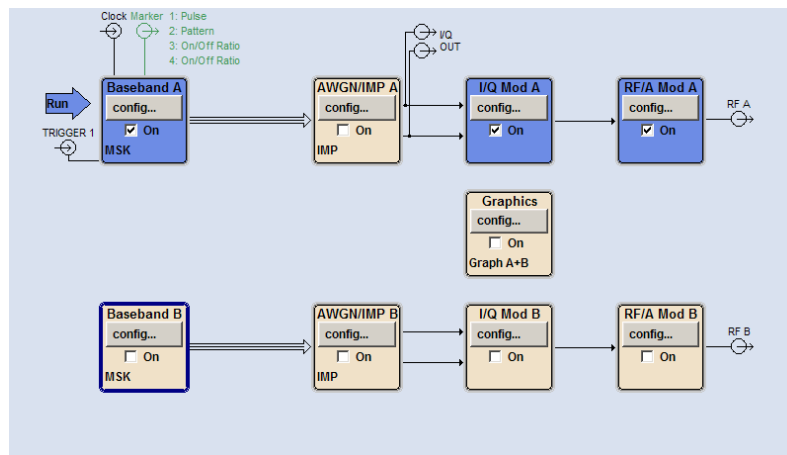 Clock Marker 1: Pulse
2: Pattern
3: On/Off Ratio
4: On/Off Ratio
I/Q
OUT
Run
TRIGGER 1
Baseband A
config...
On
MSK
AWGN/IMP A
config...
On
IMP
I/Q Mod A
config...
On
RF/A Mod A
config...
On
RF A
Graphics
config...
On
Graph A+B
Baseband B
config...
On
MSK
AWGN/IMP B
config...
On
IMP
I/Q Mod B
config...
On
RF/A Mod B
config...
On
RF B